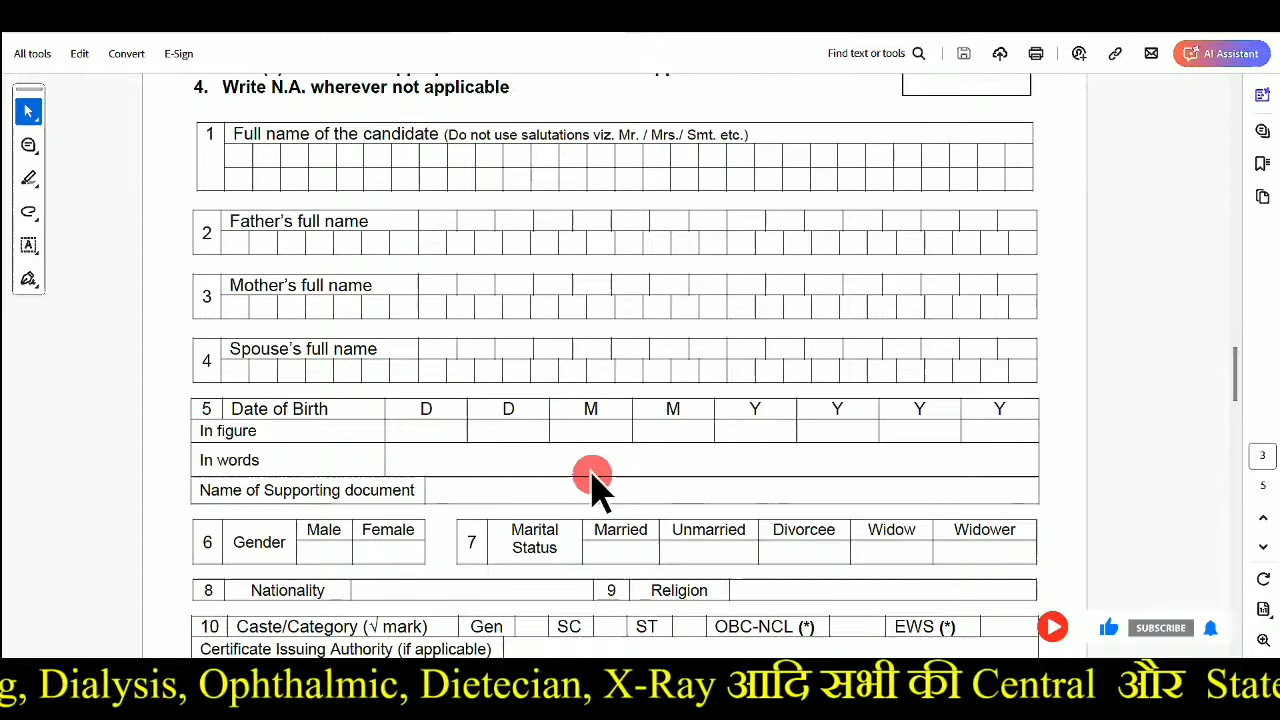 All tools Edit Convert E-Sign Find text or tools AI Assistant
4. Write N.A. wherever not applicable
1 Full name of the candidate (Do not use salutations viz. Mr. / Mrs./ Smt. etc.)
2 Father's full name
3 Mother's full name
4 Spouse's full name
5 Date of Birth D D M M Y Y Y Y
In figure
In words
Name of Supporting document
6 Gender Male Female 7 Marital Status Married Unmarried Divorcee Widow Widower
8 Nationality 9 Religion
10 Caste/Category (√ mark) Gen SC ST OBC-NCL (*) EWS (*)
Certificate Issuing Authority (if applicable)
3
5
SUBSCRIBE
g, Dialysis, Ophthalmic, Dietecian, X-Ray आदि सभी की Central और State